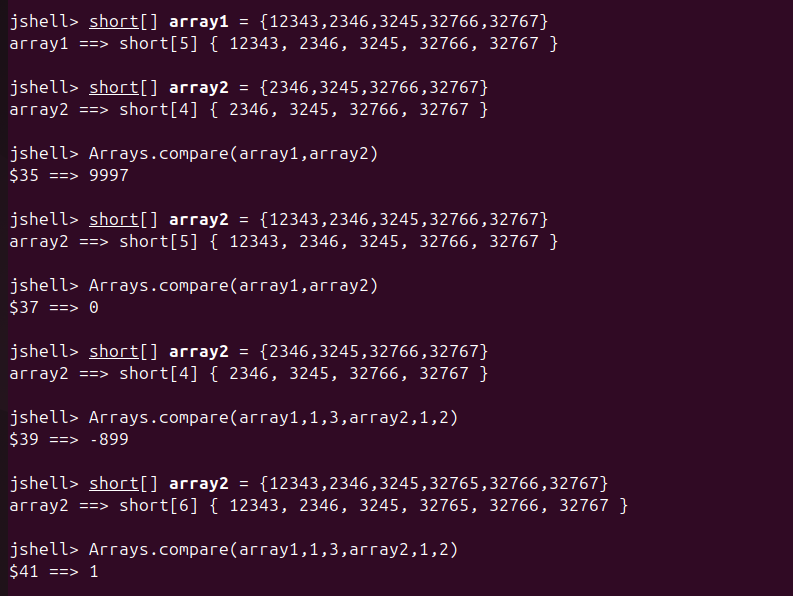 jshell> short[] array1 = {12343,2346,3245,32766,32767}
array1 ==> short[5] { 12343, 2346, 3245, 32766, 32767 }
jshell> short[] array2 = {2346,3245,32766,32767}
array2 ==> short[4] { 2346, 3245, 32766, 32767 }
jshell> Arrays.compare(array1,array2)
$35 ==> 9997
jshell> short[] array2 = {12343,2346,3245,32766,32767}
array2 ==> short[5] { 12343, 2346, 3245, 32766, 32767 }
jshell> Arrays.compare(array1,array2)
$37 ==> 0
jshell> short[] array2 = {2346,3245,32766,32767}
array2 ==> short[4] { 2346, 3245, 32766, 32767 }
jshell> Arrays.compare(array1,1,3,array2,1,2)
$39 ==> -899
jshell> short[] array2 = {12343,2346,3245,32765,32766,32767}
array2 ==> short[6] { 12343, 2346, 3245, 32765, 32766, 32767 }
jshell> Arrays.compare(array1,1,3,array2,1,2)
$41 ==> 1